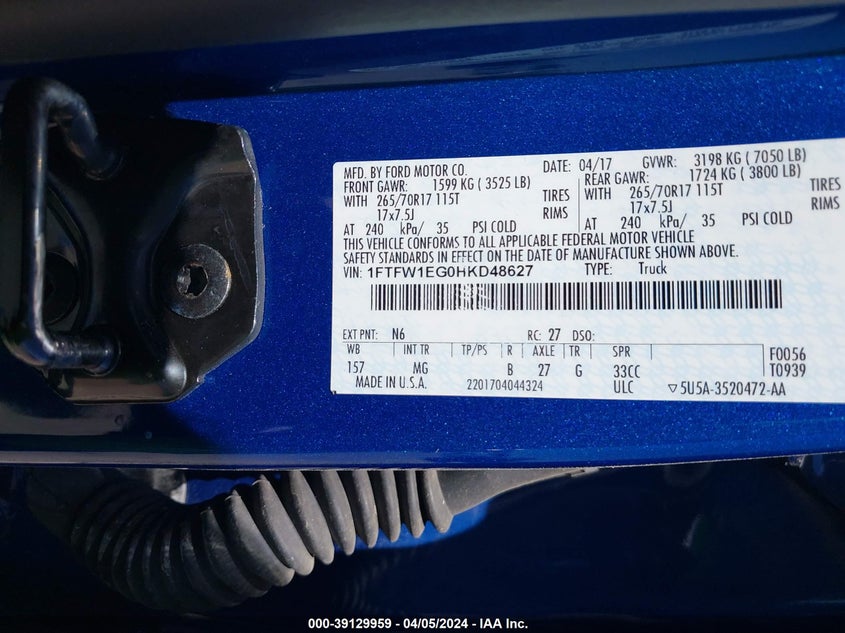 MFD. BY FORD MOTOR CO. DATE: 04/17 GVWR: 3198 KG ( 7050 LB)
FRONT GAWR: 1599 KG ( 3525 LB) REAR GAWR: 1724 KG ( 3800 LB)
WITH 265/70R17 115T TIRES WITH 265/70R17 115T TIRES
17x7.5J RIMS 17x7.5J RIMS
AT 240 kPa/ 35 PSI COLD AT 240 kPa/ 35 PSI COLD
THIS VEHICLE CONFORMS TO ALL APPLICABLE FEDERAL MOTOR VEHICLE
SAFETY STANDARDS IN EFFECT ON THE DATE OF MANUFACTURE SHOWN ABOVE.
VIN: 1FTFW1EG0HKD48627 TYPE: Truck
EXT PNT: N6 RC: 27 DSO:
WB INT TR TP/PS R AXLE TR SPR F0056
157 MG B 27 G 33CC T0939
MADE IN U.S.A. 2201704044324 ULC ▽5U5A-3520472-AA
000-39129959 - 04/05/2024 - IAA Inc.